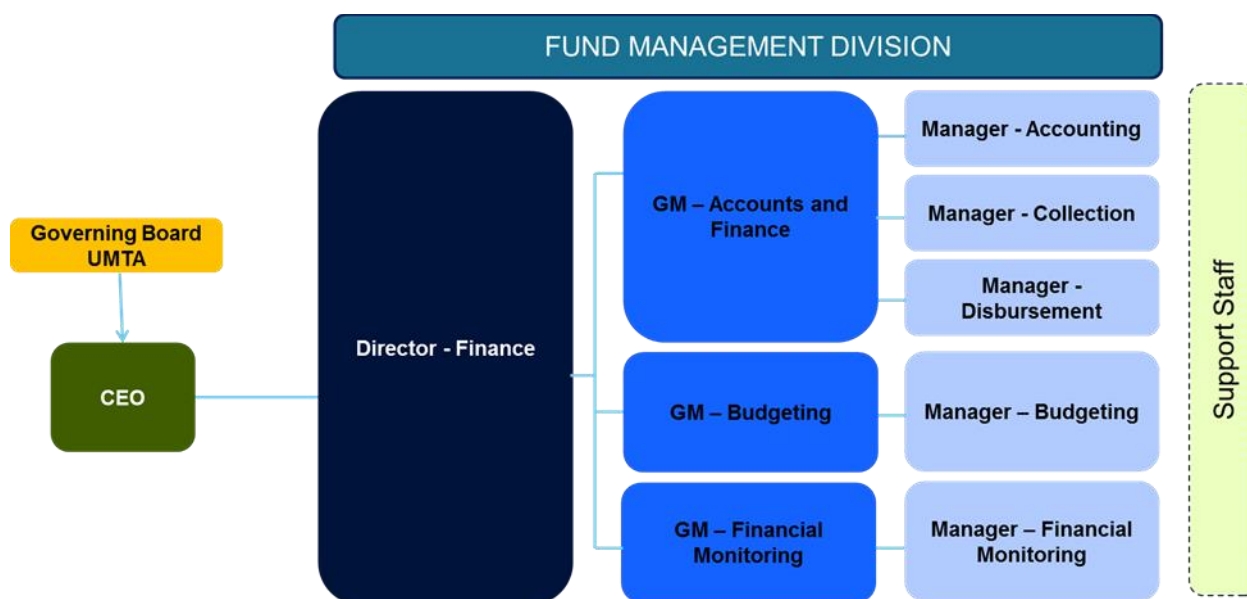 FUND MANAGEMENT DIVISION
Governing Board
UMTA
CEO
Director - Finance
GM – Accounts and
Finance
GM – Budgeting
GM – Financial
Monitoring
Manager - Accounting
Manager - Collection
Manager -
Disbursement
Manager – Budgeting
Manager – Financial
Monitoring
Support Staff